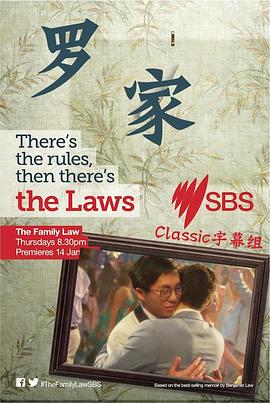 罗
家
There's
the rules,
then there's
the Laws
SBS
Classic字幕组
The Family Law
Thursdays 8.30pm
Premieres 14 Jan
#TheFamilyLawSBS
Based on the best-selling memoir by Benjamin Law